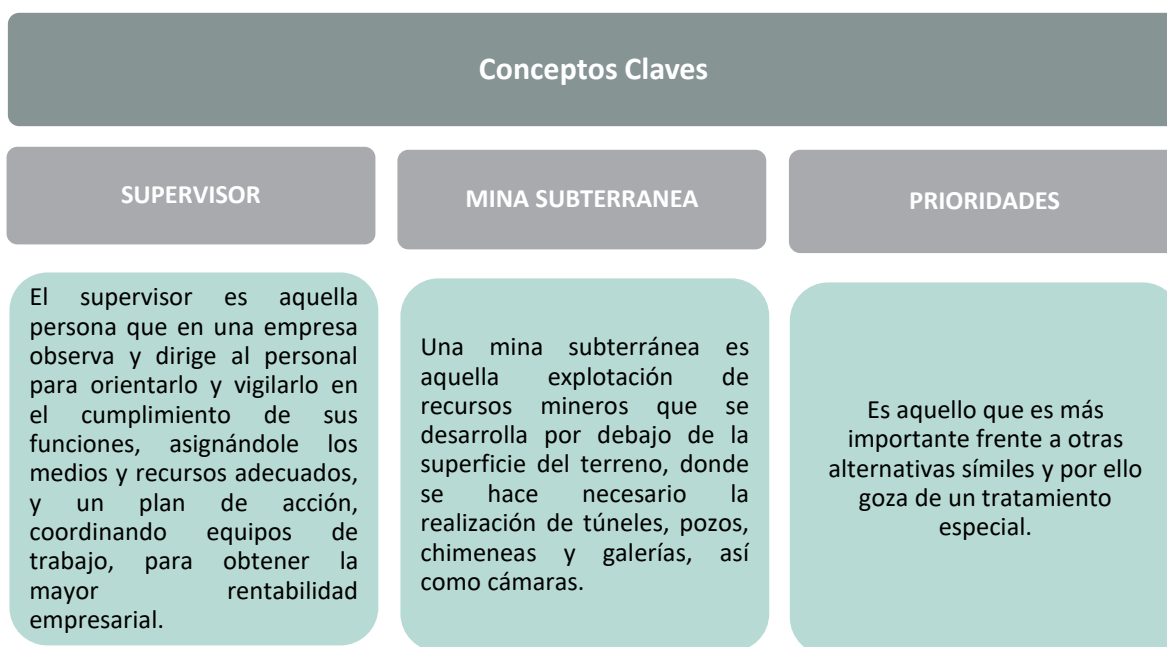 Conceptos Claves
SUPERVISOR
El supervisor es aquella
persona que en una empresa
observa y dirige al personal
para orientarlo y vigilarlo en
el cumplimiento de sus
funciones, asignándole los
medios y recursos adecuados,
y un plan de acción,
coordinando equipos de
trabajo, para obtener la
mayor rentabilidad
empresarial.
MINA SUBTERRANEA
Una mina subterránea es
aquella explotación de
recursos mineros que se
desarrolla por debajo de la
superficie del terreno, donde
se hace necesario la
realización de túneles, pozos,
chimeneas y galerías, así
como cámaras.
PRIORIDADES
Es aquello que es más
importante frente a otras
alternativas símiles y por ello
goza de un tratamiento
especial.